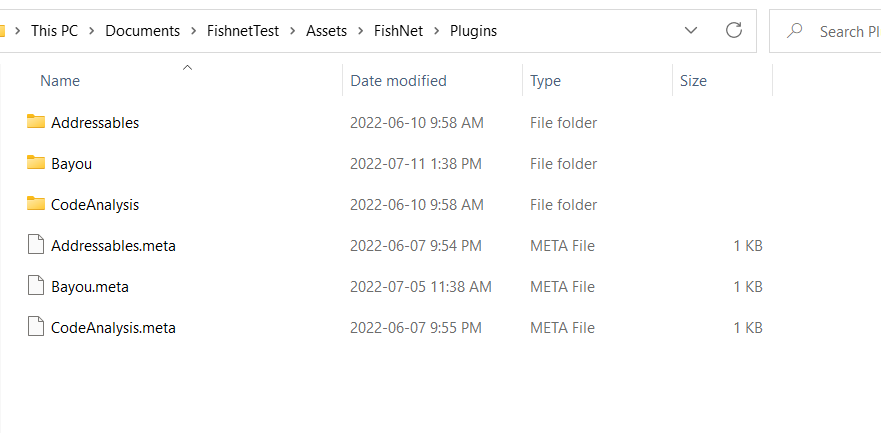 This PC > Documents > FishnetTest > Assets > FishNet > Plugins Search Pl
Name Date modified Type Size
Addressables 2022-06-10 9:58 AM File folder
Bayou 2022-07-11 1:38 PM File folder
CodeAnalysis 2022-06-10 9:58 AM File folder
Addressables.meta 2022-06-07 9:54 PM META File 1 KB
Bayou.meta 2022-07-05 11:38 AM META File 1 KB
CodeAnalysis.meta 2022-06-07 9:55 PM META File 1 KB